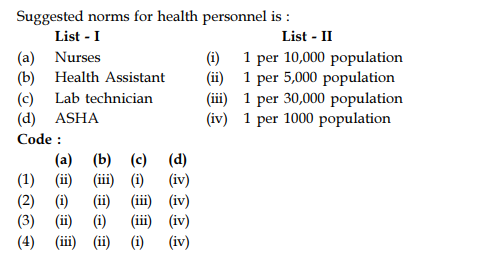 Suggested norms for health personnel is :
List - I List - II
(a) Nurses (i) 1 per 10,000 population
(b) Health Assistant (ii) 1 per 5,000 population
(c) Lab technician (iii) 1 per 30,000 population
(d) ASHA (iv) 1 per 1000 population
Code :
(a) (b) (c) (d)
(1) (ii) (iii) (i) (iv)
(2) (i) (ii) (iii) (iv)
(3) (ii) (i) (iii) (iv)
(4) (iii) (ii) (i) (iv)